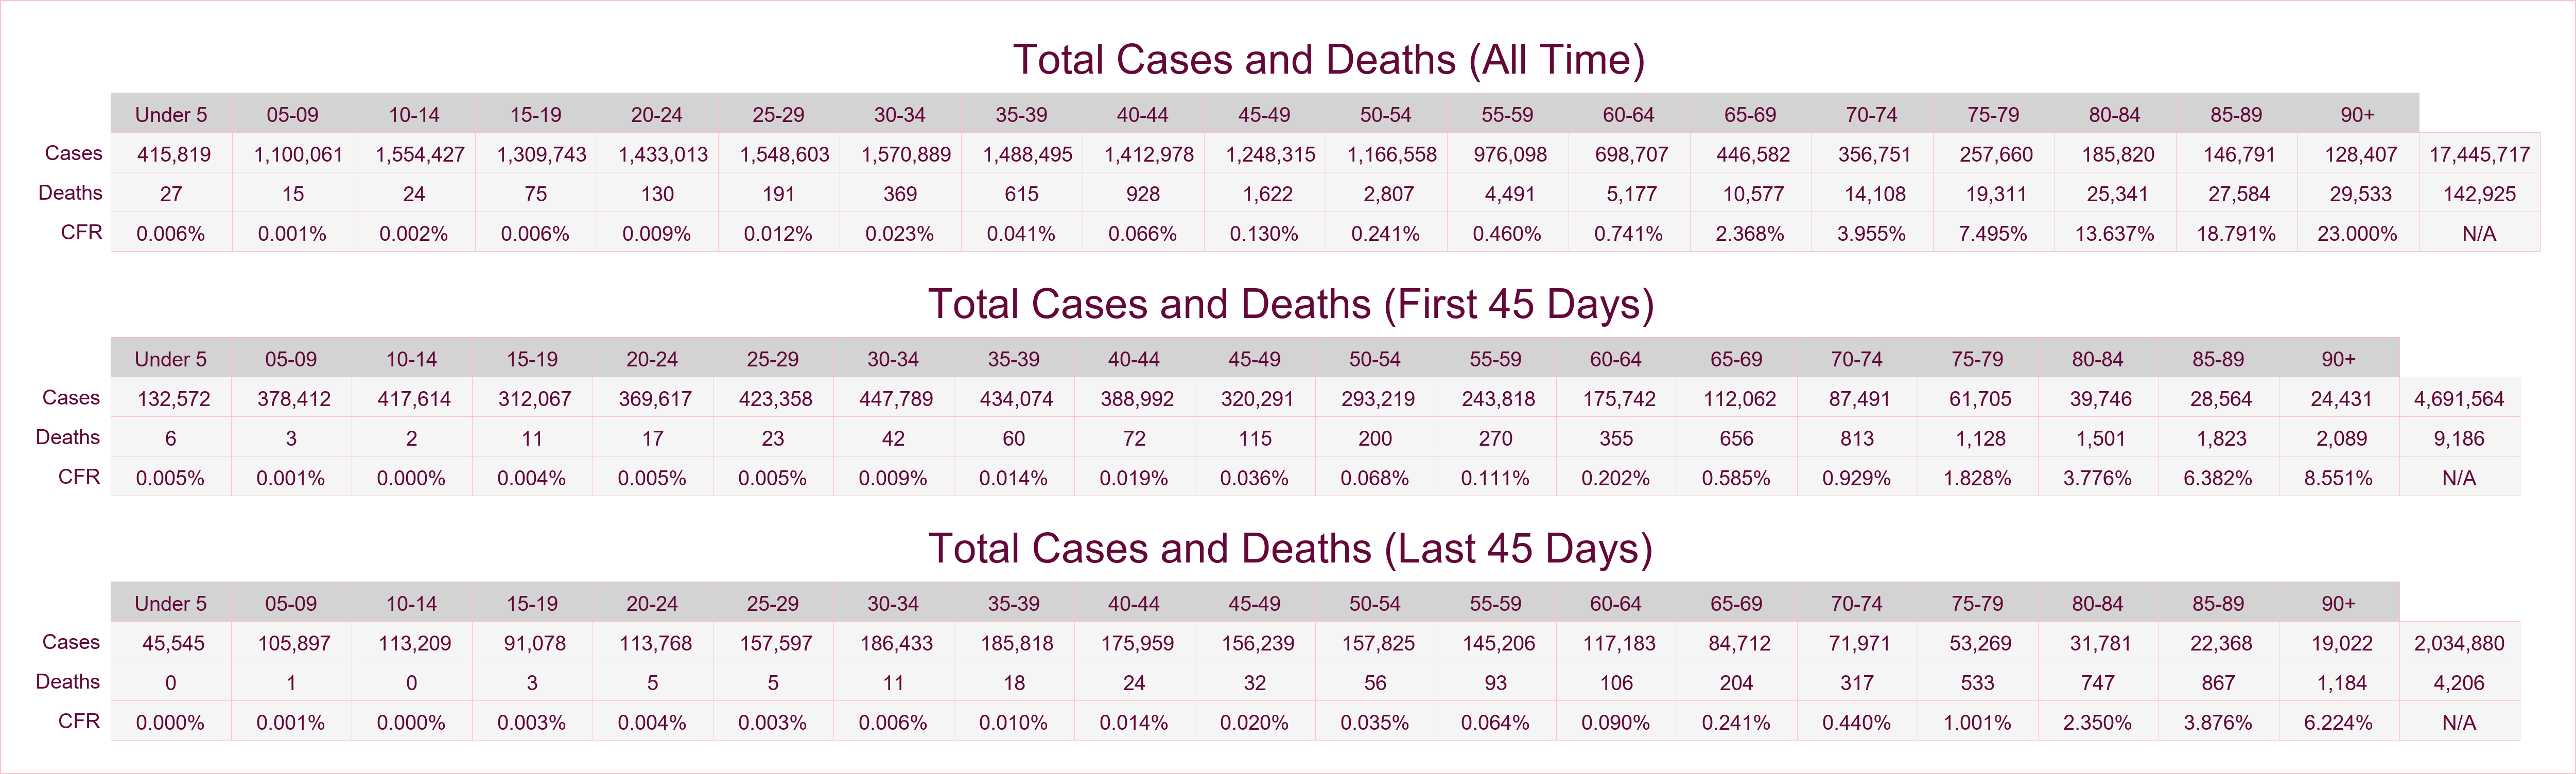 Total Cases and Deaths (All Time)
Under 5 05-09 10-14 15-19 20-24 25-29 30-34 35-39 40-44 45-49 50-54 55-59 60-64 65-69 70-74 75-79 80-84 85-89 90+
Cases 415,819 1,100,061 1,554,427 1,309,743 1,433,013 1,548,603 1,570,889 1,488,495 1,412,978 1,248,315 1,166,558 976,098 698,707 446,582 356,751 257,660 185,820 146,791 128,407 17,445,717
Deaths 27 15 24 75 130 191 369 615 928 1,622 2,807 4,491 5,177 10,577 14,108 19,311 25,341 27,584 29,533 142,925
CFR 0.006% 0.001% 0.002% 0.006% 0.009% 0.012% 0.023% 0.041% 0.066% 0.130% 0.241% 0.460% 0.741% 2.368% 3.955% 7.495% 13.637% 18.791% 23.000% N/A
Total Cases and Deaths (First 45 Days)
Under 5 05-09 10-14 15-19 20-24 25-29 30-34 35-39 40-44 45-49 50-54 55-59 60-64 65-69 70-74 75-79 80-84 85-89 90+
Cases 132,572 378,412 417,614 312,067 369,617 423,358 447,789 434,074 388,992 320,291 293,219 243,818 175,742 112,062 87,491 61,705 39,746 28,564 24,431 4,691,564
Deaths 6 3 2 11 17 23 42 60 72 115 200 270 355 656 813 1,128 1,501 1,823 2,089 9,186
CFR 0.005% 0.001% 0.000% 0.004% 0.005% 0.005% 0.009% 0.014% 0.019% 0.036% 0.068% 0.111% 0.202% 0.585% 0.929% 1.828% 3.776% 6.382% 8.551% N/A
Total Cases and Deaths (Last 45 Days)
Under 5 05-09 10-14 15-19 20-24 25-29 30-34 35-39 40-44 45-49 50-54 55-59 60-64 65-69 70-74 75-79 80-84 85-89 90+
Cases 45,545 105,897 113,209 91,078 113,768 157,597 186,433 185,818 175,959 156,239 157,825 145,206 117,183 84,712 71,971 53,269 31,781 22,368 19,022 2,034,880
Deaths 0 1 0 3 5 5 11 18 24 32 56 93 106 204 317 533 747 867 1,184 4,206
CFR 0.000% 0.001% 0.000% 0.003% 0.004% 0.003% 0.006% 0.010% 0.014% 0.020% 0.035% 0.064% 0.090% 0.241% 0.440% 1.001% 2.350% 3.876% 6.224% N/A